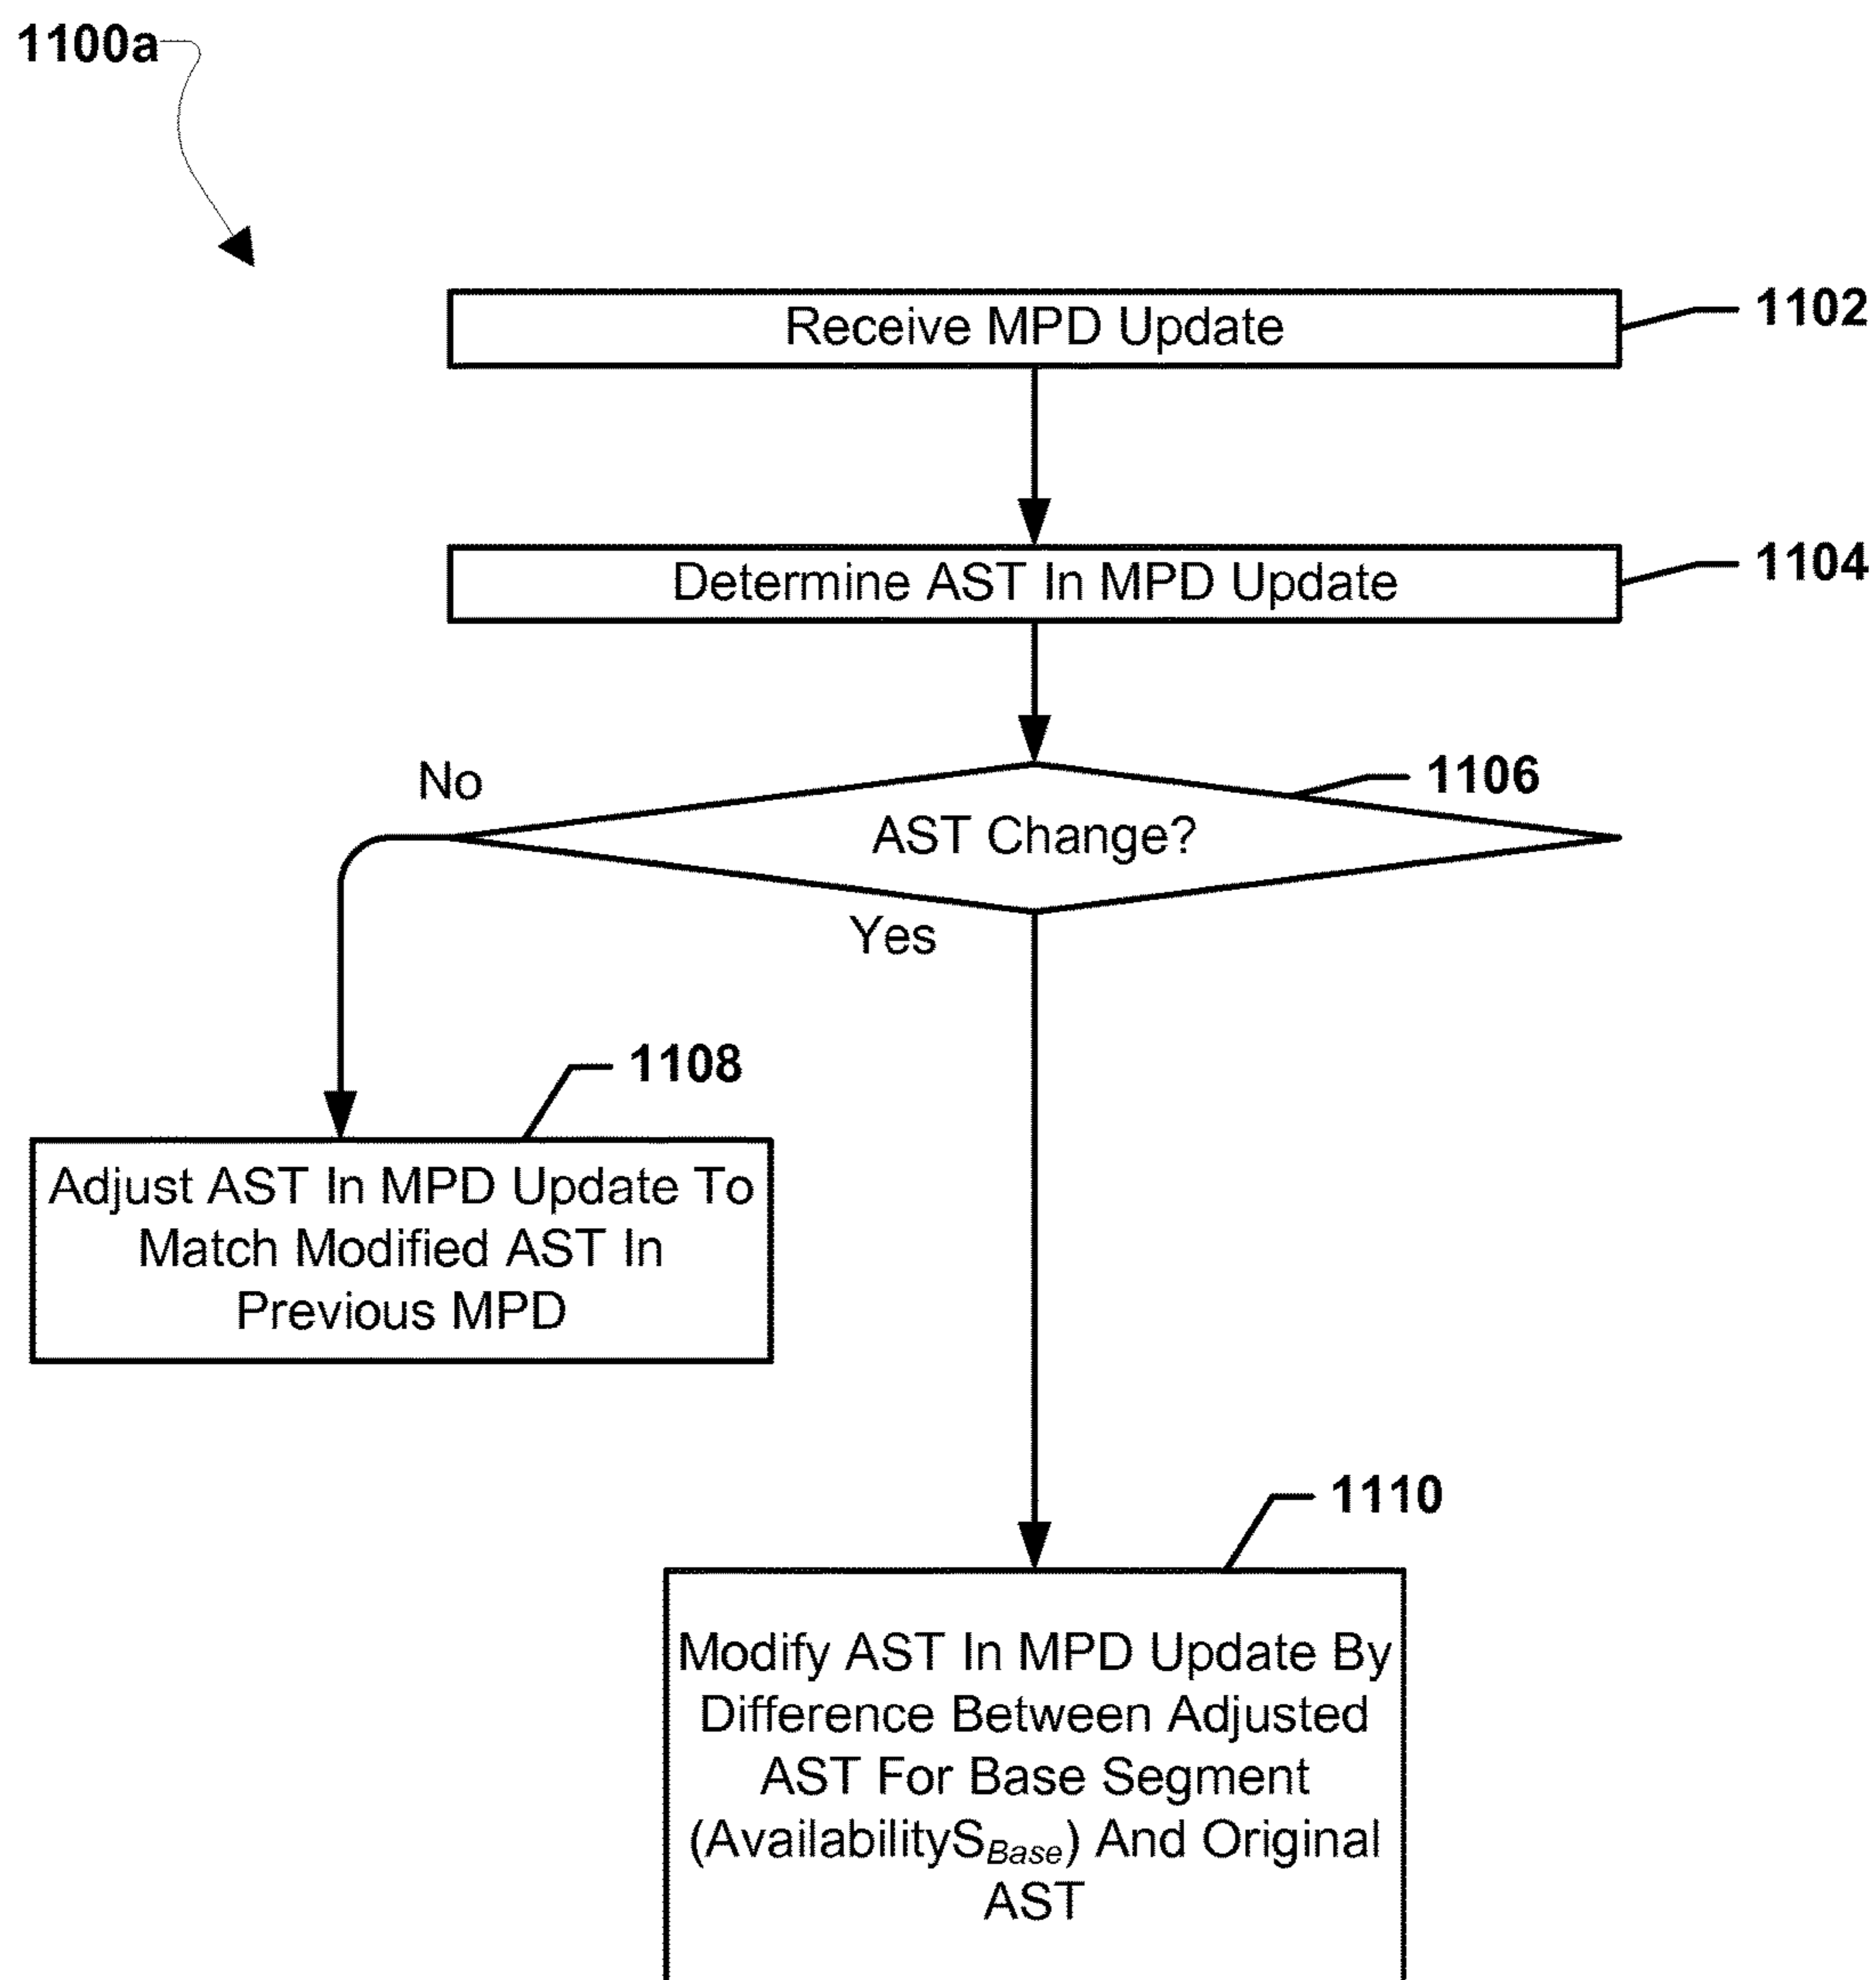 1100a
Receive MPD Update
1102
Determine AST In MPD Update
1104
No
1106
AST Change?
Yes
1108
Adjust AST In MPD Update To
Match Modified AST In
Previous MPD
1110
Modify AST In MPD Update By
Difference Between Adjusted
AST For Base Segment
(AvailabilitySBase) And Original
AST